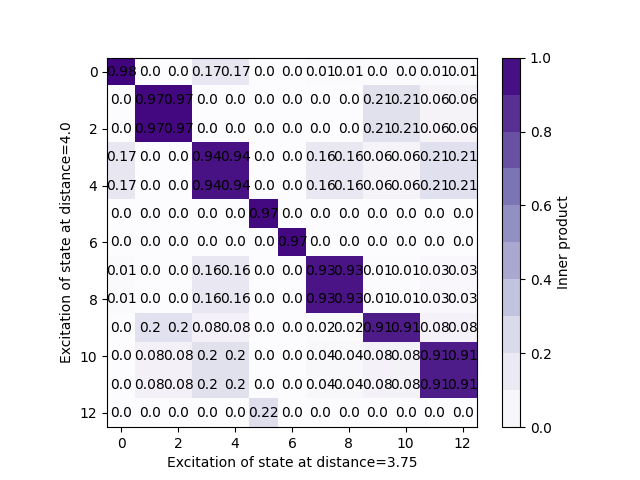 0 0.98 0.0 0.0 0.17 0.17 0.0 0.0 0.01 0.01 0.0 0.0 0.01 0.01
0.0 0.97 0.97 0.0 0.0 0.0 0.0 0.0 0.0 0.21 0.21 0.06 0.06
2 0.0 0.97 0.97 0.0 0.0 0.0 0.0 0.0 0.0 0.21 0.21 0.06 0.06
0.17 0.0 0.0 0.94 0.94 0.0 0.0 0.16 0.16 0.06 0.06 0.21 0.21
4 0.17 0.0 0.0 0.94 0.94 0.0 0.0 0.16 0.16 0.06 0.06 0.21 0.21
0.0 0.0 0.0 0.0 0.0 0.97 0.0 0.0 0.0 0.0 0.0 0.0 0.0
6 0.0 0.0 0.0 0.0 0.0 0.0 0.97 0.0 0.0 0.0 0.0 0.0 0.0
0.01 0.0 0.0 0.16 0.16 0.0 0.0 0.93 0.93 0.01 0.01 0.03 0.03
8 0.01 0.0 0.0 0.16 0.16 0.0 0.0 0.93 0.93 0.01 0.01 0.03 0.03
0.0 0.2 0.2 0.08 0.08 0.0 0.0 0.02 0.02 0.91 0.91 0.08 0.08
10 0.0 0.08 0.08 0.2 0.2 0.0 0.0 0.04 0.04 0.08 0.08 0.91 0.91
0.0 0.08 0.08 0.2 0.2 0.0 0.0 0.04 0.04 0.08 0.08 0.91 0.91
12 0.0 0.0 0.0 0.0 0.0 0.22 0.0 0.0 0.0 0.0 0.0 0.0 0.0
0 2 4 6 8 10 12
Excitation of state at distance=3.75
Excitation of state at distance=4.0
1.0
0.8
0.6
0.4
0.2
0.0
Inner product